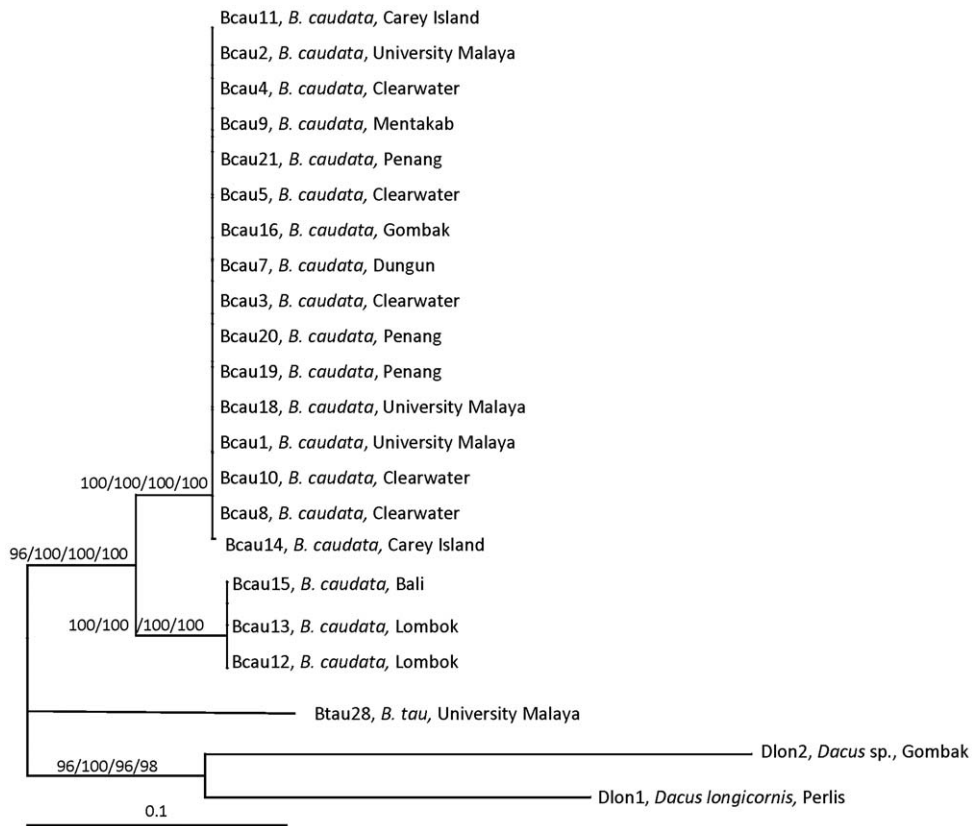 Bcau11, B. caudata, Carey Island
Bcau2, B. caudata, University Malaya
Bcau4, B. caudata, Clearwater
Bcau9, B. caudata, Mentakab
Bcau21, B. caudata, Penang
Bcau5, B. caudata, Clearwater
Bcau16, B. caudata, Gombak
Bcau7, B. caudata, Dungun
Bcau3, B. caudata, Clearwater
Bcau20, B. caudata, Penang
Bcau19, B. caudata, Penang
Bcau18, B. caudata, University Malaya
Bcau1, B. caudata, University Malaya
Bcau10, B. caudata, Clearwater
100/100/100/100
Bcau8, B. caudata, Clearwater
Bcau14, B. caudata, Carey Island
96/100/100/100
Bcau15, B. caudata, Bali
100/100 /100/100
Bcau13, B. caudata, Lombok
Bcau12, B. caudata, Lombok
Btau28, B. tau, University Malaya
Dlon2, Dacus sp., Gombak
96/100/96/98
Dlon1, Dacus longicornis, Perlis
0.1